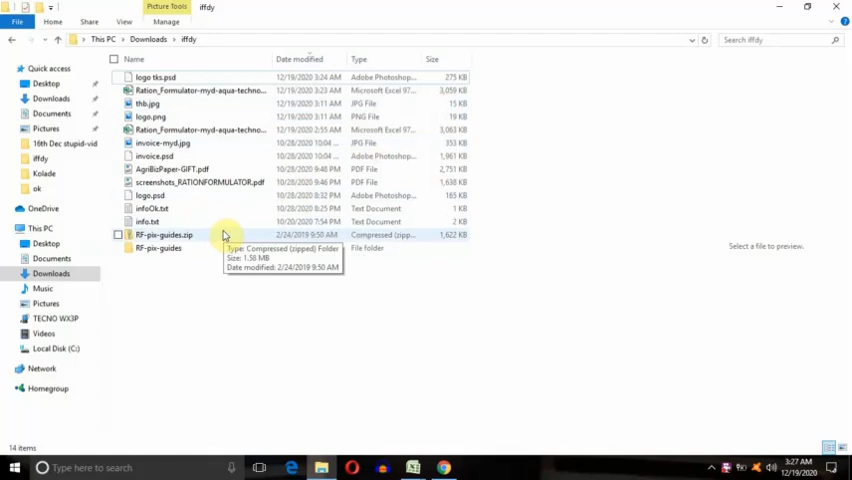 Picture Tools
iffdy
File
Home
Share
View
Manage
This PC
Downloads
iffdy
Search iffdy
Name
Date modified
Type
Size
logo tks.psd 12/19/2020 3:24 AM Adobe Photoshop... 275 KB
Ration_Formulator-myd-aqua-techno... 12/19/2020 2:22 AM Microsoft Excel 97... 3,059 KB
thb.jpg 12/19/2020 3:24 AM JPG File 15 KB
logo.png 12/19/2020 3:24 AM PNG File 19 KB
Ration_Formulator-myd-aqua-techno... 12/19/2020 2:55 AM Microsoft Excel 97... 3,063 KB
invoice-myd.jpg 10/28/2020 10:04 ... JPG File 353 KB
invoice.psd 10/28/2020 10:04 ... Adobe Photoshop... 1,961 KB
AgriBizPaper-GIFT.pdf 10/28/2020 9:48 PM PDF File 2,751 KB
screenshots_RATIONFORMULATOR.pdf 10/28/2020 9:46 PM PDF File 1,638 KB
logo.psd 10/28/2020 8:32 PM Adobe Photoshop...
infoOk.txt 10/28/2020 8:25 PM Text Document 1 KB
info.txt 10/20/2020 7:54 PM Text Document 2 KB
RF-pix-guides.zip 2/24/2019 9:50 AM Compressed (zipp... 1,622 KB
RF-pix-guides File folder
Type: Compressed (zipped) Folder
Size: 1.58 MB
Date modified: 2/24/2019 9:50 AM
Select a file to preview.
Quick access
Desktop
Downloads
Documents
Pictures
16th Dec stupid-vid
iffdy
Kolade
ok
OneDrive
This PC
Desktop
Documents
Downloads
Music
Pictures
TECNO WX3P
Videos
Local Disk (C:)
Network
Homegroup
14 items
Type here to search
3:27 AM
12/19/2020